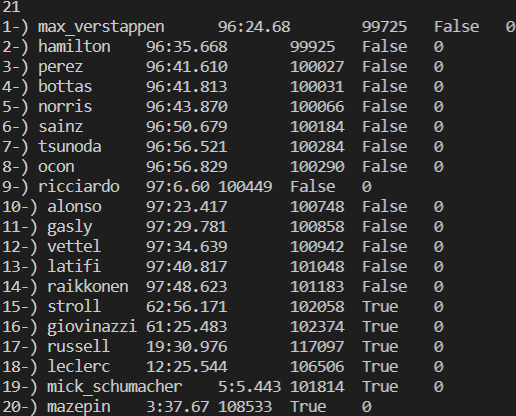 21
1-) max_verstappen 96:24.68 99725 False 0
2-) hamilton 96:35.668 99925 False 0
3-) perez 96:41.610 100027 False 0
4-) bottas 96:41.813 100031 False 0
5-) norris 96:43.870 100066 False 0
6-) sainz 96:50.679 100184 False 0
7-) tsunoda 96:56.521 100284 False 0
8-) ocon 96:56.829 100290 False 0
9-) ricciardo 97:6.60 100449 False 0
10-) alonso 97:23.417 100748 False 0
11-) gasly 97:29.781 100858 False 0
12-) vettel 97:34.639 100942 False 0
13-) latifi 97:40.817 101048 False 0
14-) raikkonen 97:48.623 101183 False 0
15-) stroll 62:56.171 102058 True 0
16-) giovinazzi 61:25.483 102374 True 0
17-) russell 19:30.976 117097 True 0
18-) leclerc 12:25.544 106506 True 0
19-) mick_schumacher 5:5.443 101814 True 0
20-) mazepin 3:37.67 108533 True 0